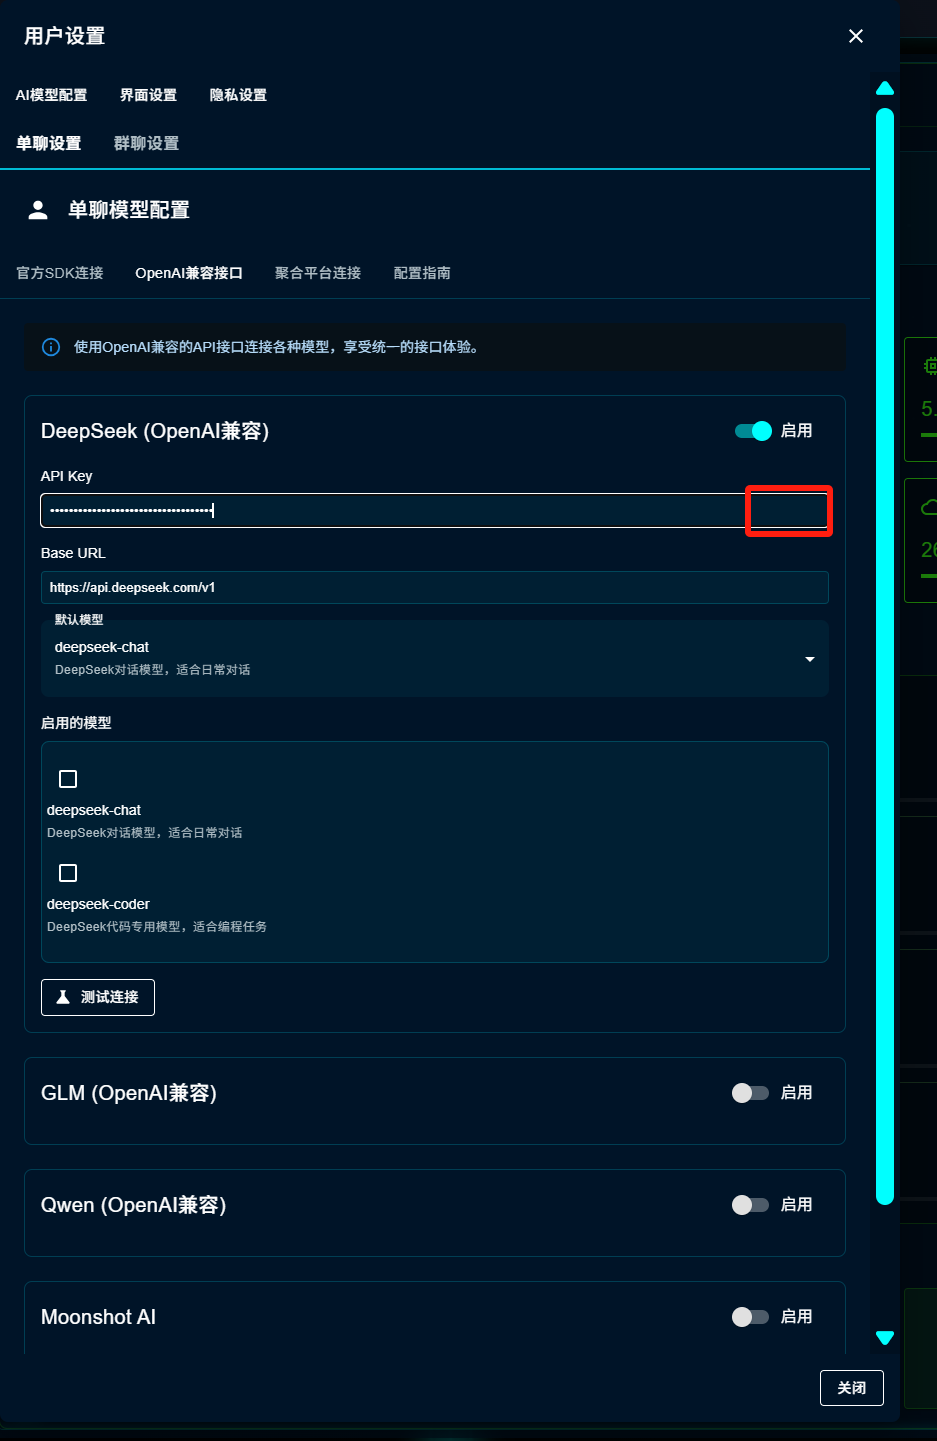 用户设置
AI模型配置 界面设置 隐私设置
单聊设置 群聊设置
单聊模型配置
官方SDK连接 OpenAI兼容接口 聚合平台连接 配置指南
使用OpenAI兼容的API接口连接各种模型，享受统一的接口体验。
DeepSeek (OpenAI兼容) 启用
API Key
Base URL
https://api.deepseek.com/v1
默认模型
deepseek-chat
DeepSeek对话模型，适合日常对话
启用的模型
deepseek-chat
DeepSeek对话模型，适合日常对话
deepseek-coder
DeepSeek代码专用模型，适合编程任务
测试连接
GLM (OpenAI兼容) 启用
Qwen (OpenAI兼容) 启用
Moonshot AI 启用
关闭
5.
26